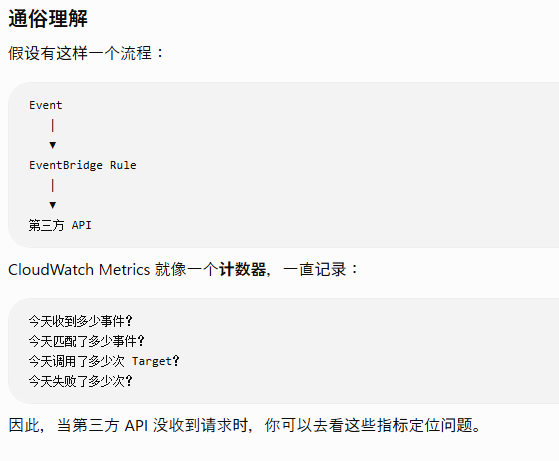 通俗理解
假设有这样一个流程：
Event
|
▼
EventBridge Rule
|
▼
第三方 API
CloudWatch Metrics 就像一个计数器，一直记录：
今天收到多少事件？
今天匹配了多少事件？
今天调用了多少次 Target？
今天失败了多少次？
因此，当第三方 API 没收到请求时，你可以去看这些指标定位问题。